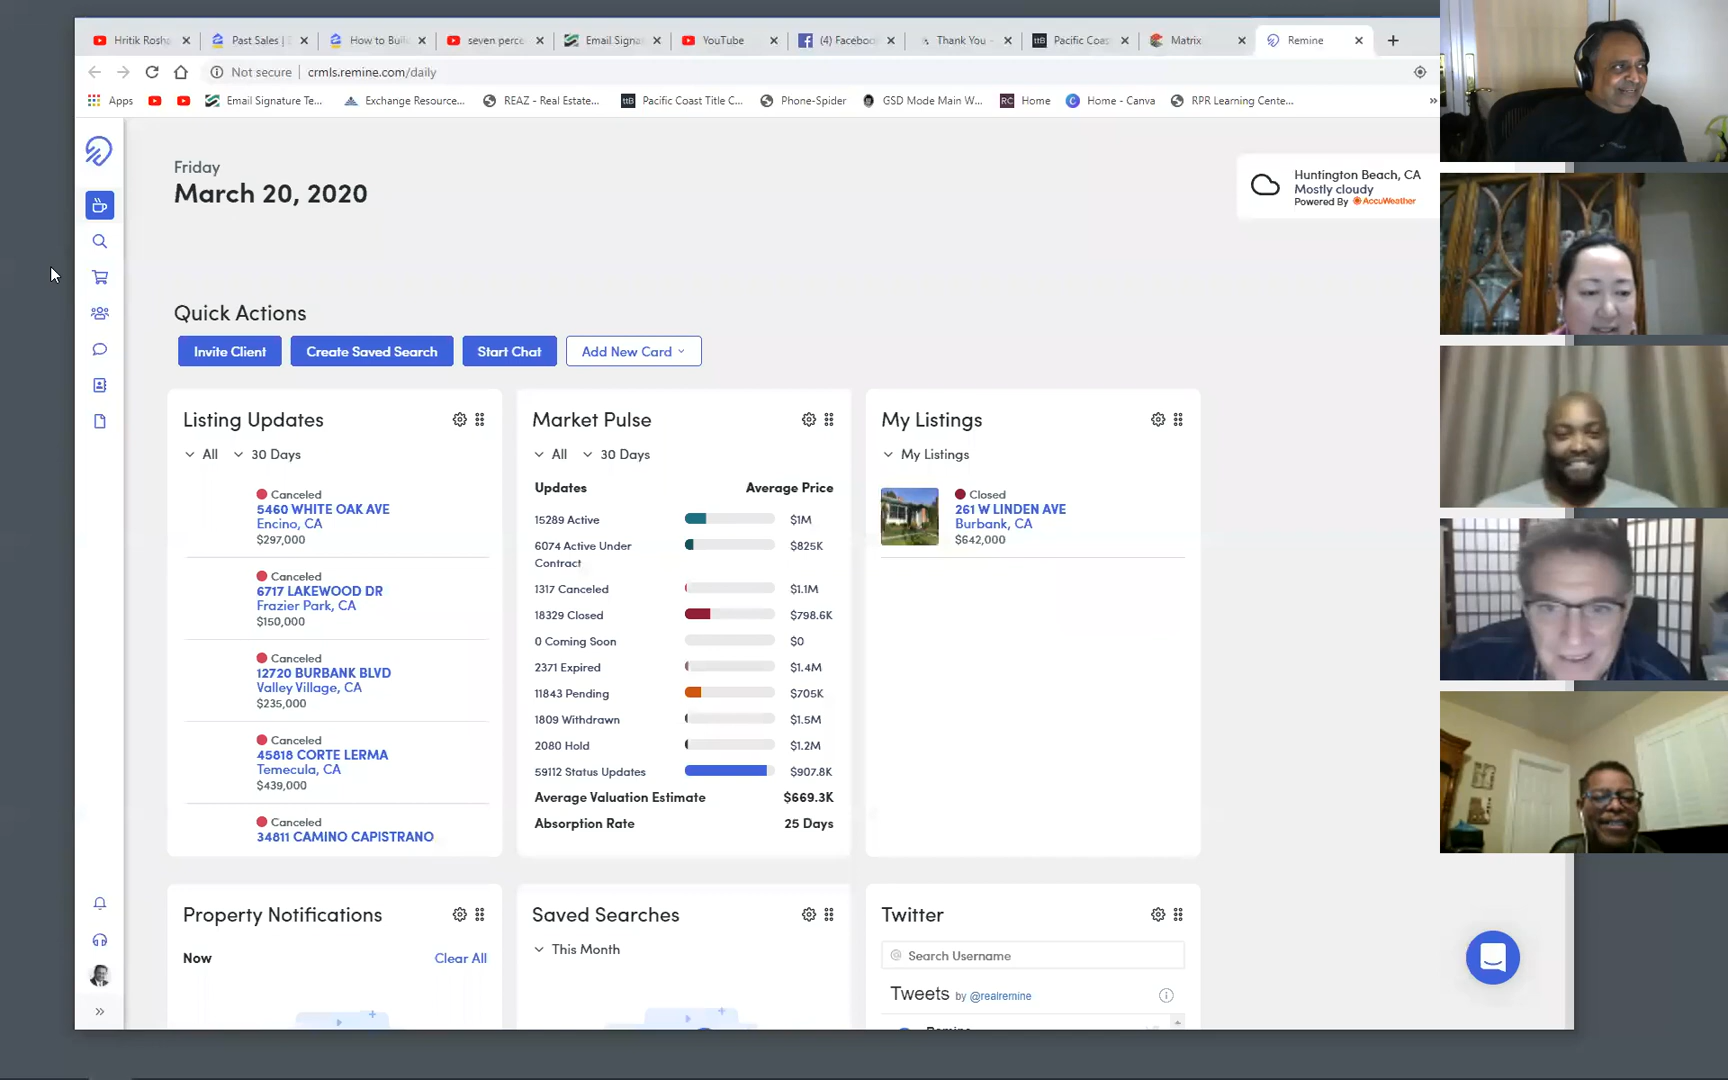 Hritik Rosha
Past Sales |
How to Buil
seven perce
Email Signa
YouTube
(4) Faceboo
Thank You -
Pacific Coas
Matrix
Remine
Not secure | crmls.remine.com/daily
Apps
Email Signature Te...
Exchange Resource...
REAZ - Real Estate...
Pacific Coast Title C...
Phone-Spider
GSD Mode Main W...
Home
Home - Canva
RPR Learning Cente...
Friday
March 20, 2020
Huntington Beach, CA
Mostly cloudy
Powered By AccuWeather
Quick Actions
Invite Client
Create Saved Search
Start Chat
Add New Card
Listing Updates
All 30 Days
Canceled
5460 WHITE OAK AVE
Encino, CA
$297,000
Canceled
6717 LAKEWOOD DR
Frazier Park, CA
$150,000
Canceled
12720 BURBANK BLVD
Valley Village, CA
$235,000
Canceled
45818 CORTE LERMA
Temecula, CA
$439,000
Canceled
34811 CAMINO CAPISTRANO
Market Pulse
All 30 Days
Updates Average Price
15289 Active $1M
6074 Active Under
Contract $825K
1317 Canceled $1.1M
18329 Closed $798.6K
0 Coming Soon $0
2371 Expired $1.4M
11843 Pending $705K
1809 Withdrawn $1.5M
2080 Hold $1.2M
59112 Status Updates $907.8K
Average Valuation Estimate $669.3K
Absorption Rate 25 Days
My Listings
My Listings
Closed
261 W LINDEN AVE
Burbank, CA
$642,000
Property Notifications
Now Clear All
Saved Searches
This Month
Twitter
@ Search Username
Tweets by @realremine